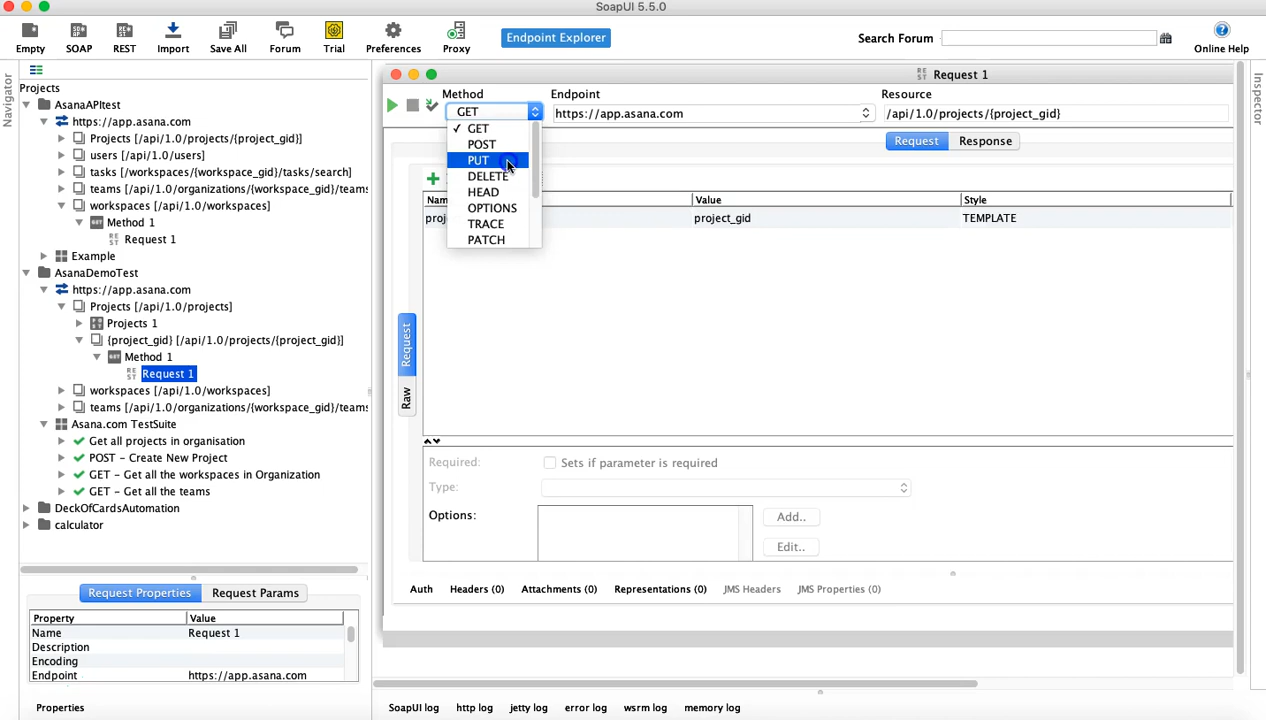 SoapUI 5.5.0
Empty
SOAP
REST
Import
Save All
Forum
Trial
Preferences
Proxy
Endpoint Explorer
Search Forum
Online Help
Navigator
Projects
AsanaAPItest
https://app.asana.com
Projects [/api/1.0/projects/{project_gid}]
users [/api/1.0/users]
tasks [/workspaces/{workspace_gid}/tasks/search]
teams [/api/1.0/organizations/{workspace_gid}/teams
workspaces [/api/1.0/workspaces]
Method 1
Request 1
Example
AsanaDemoTest
https://app.asana.com
Projects [/api/1.0/projects]
Projects 1
{project_gid} [/api/1.0/projects/{project_gid}]
Method 1
Request 1
workspaces [/api/1.0/workspaces]
teams [/api/1.0/organizations/{workspace_gid}/teams
Asana.com TestSuite
Get all projects in organisation
POST - Create New Project
GET - Get all the workspaces in Organization
GET - Get all the teams
DeckOfCardsAutomation
calculator
Request Properties
Request Params
Property
Value
Name
Request 1
Description
Encoding
Endpoint
https://app.asana.com
Properties
Request 1
Method
Endpoint
Resource
GET
https://app.asana.com
/api/1.0/projects/{project_gid}
✓ GET
POST
PUT
DELETE
HEAD
OPTIONS
TRACE
PATCH
Request
Response
Nam
Value
Style
proj
project_gid
TEMPLATE
Request
Raw
Required:
Sets if parameter is required
Type:
Options:
Add..
Edit..
Auth
Headers (0)
Attachments (0)
Representations (0)
JMS Headers
JMS Properties (0)
SoapUI log
http log
jetty log
error log
wsrm log
memory log
Inspector